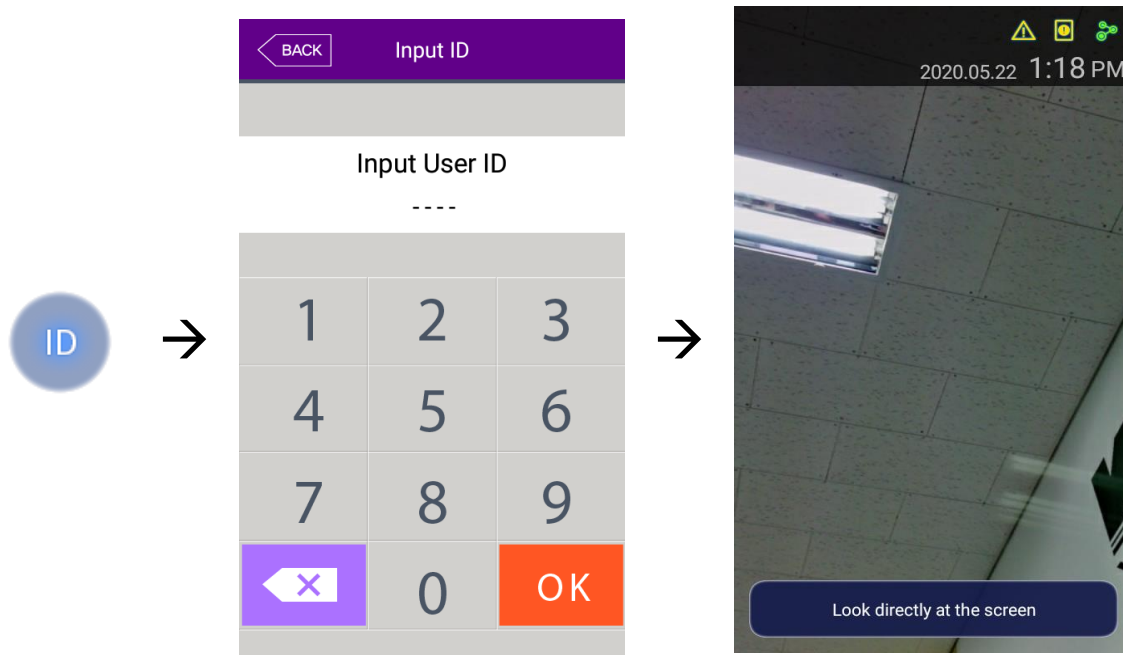 ID
BACK
Input ID
Input User ID
----
1 2 3
4 5 6
7 8 9
0 OK
2020.05.22 1:18 PM
Look directly at the screen